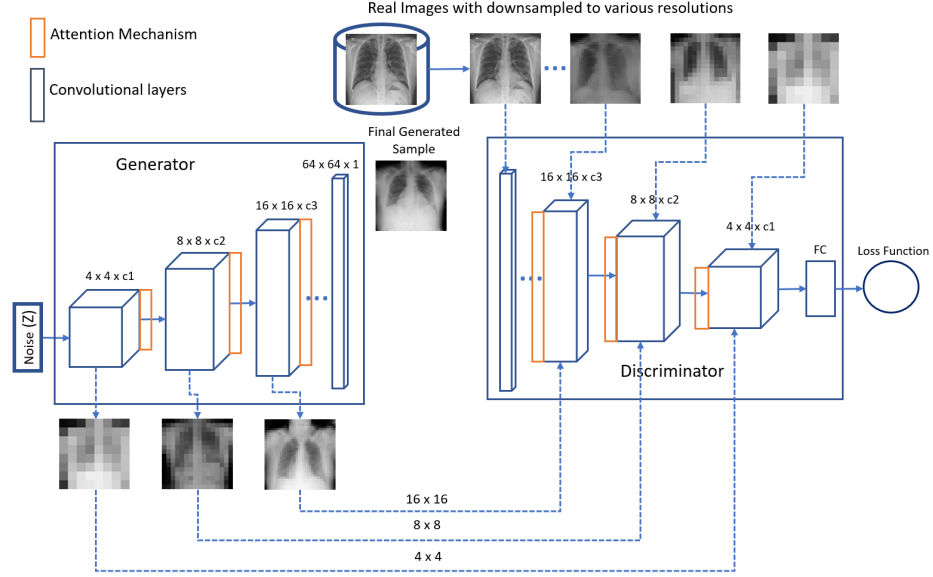 Real Images with downsampled to various resolutions
Attention Mechanism
Convolutional layers
Final Generated
Sample
Generator
64 x 64 x 1
16 x 16 x c3
8 x 8 x c2
4 x 4 x c1
Noise (Z)
16 x 16 x c3
8 x 8 x c2
4 x 4 x c1
FC
Loss Function
Discriminator
16 x 16
8 x 8
4 x 4